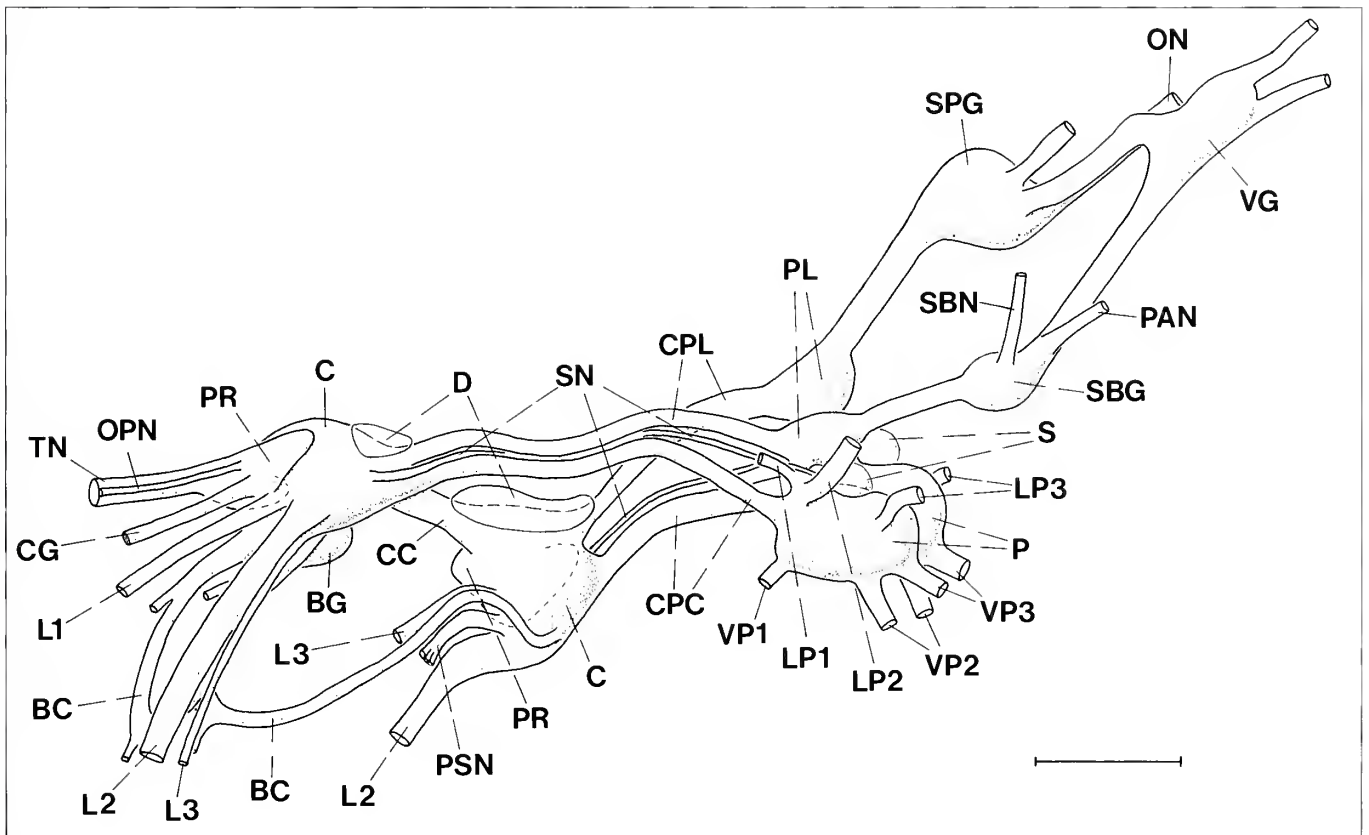 ON
SPG
VG
PL
SBN
PAN
CPL
C
D
SN
SBG
PR
OPN
S
TN
LP3
CG
CC
P
BG
CPC
VP3
L1
VP1
L3
LP1
VP2
C
LP2
BC
PR
PSN
L2
BC
L2
L3